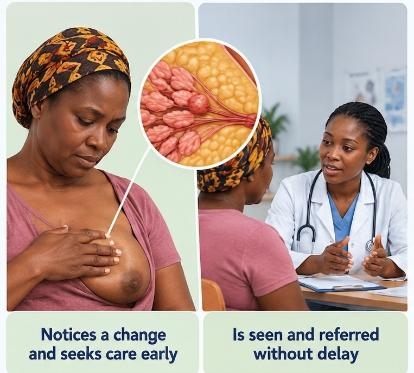 Notices a change
and seeks care early
Is seen and referred
without delay